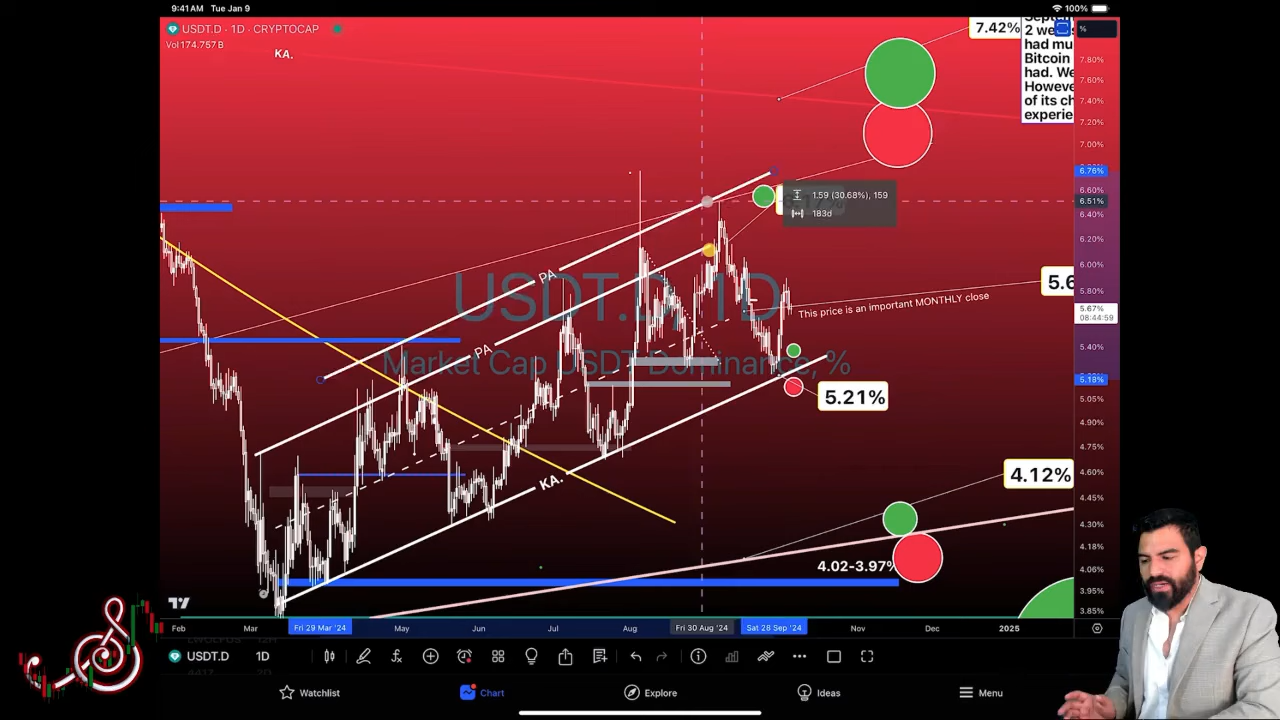 9:41 AM Tue Jan 9
100%
USDT.D · 1D · CRYPTOCAP
Vol 174.757 B
KA.
7.42%
2 we
had mu
Bitcoin
had. We
Howeve
of its ch
experie
%
7.80%
7.60%
7.40%
7.20%
7.00%
6.76%
6.60%
6.51%
6.40%
6.20%
6.00%
5.80%
5.67%
08:44:59
5.40%
5.18%
5.05%
4.90%
4.75%
4.60%
4.45%
4.30%
4.18%
4.06%
3.95%
3.85%
1.59 (30.68%), 159
183d
PA
PA
KA.
USDT.D, 1D
Market Cap USDT Dominance, %
This price is an important MONTHLY close
5.6
5.21%
4.12%
4.02-3.97%
Feb
Mar
Fri 29 Mar '24
May
Jun
Jul
Aug
Fri 30 Aug '24
Sat 28 Sep '24
Nov
Dec
2025
USDT.D 1D
Watchlist
Chart
Explore
Ideas
Menu